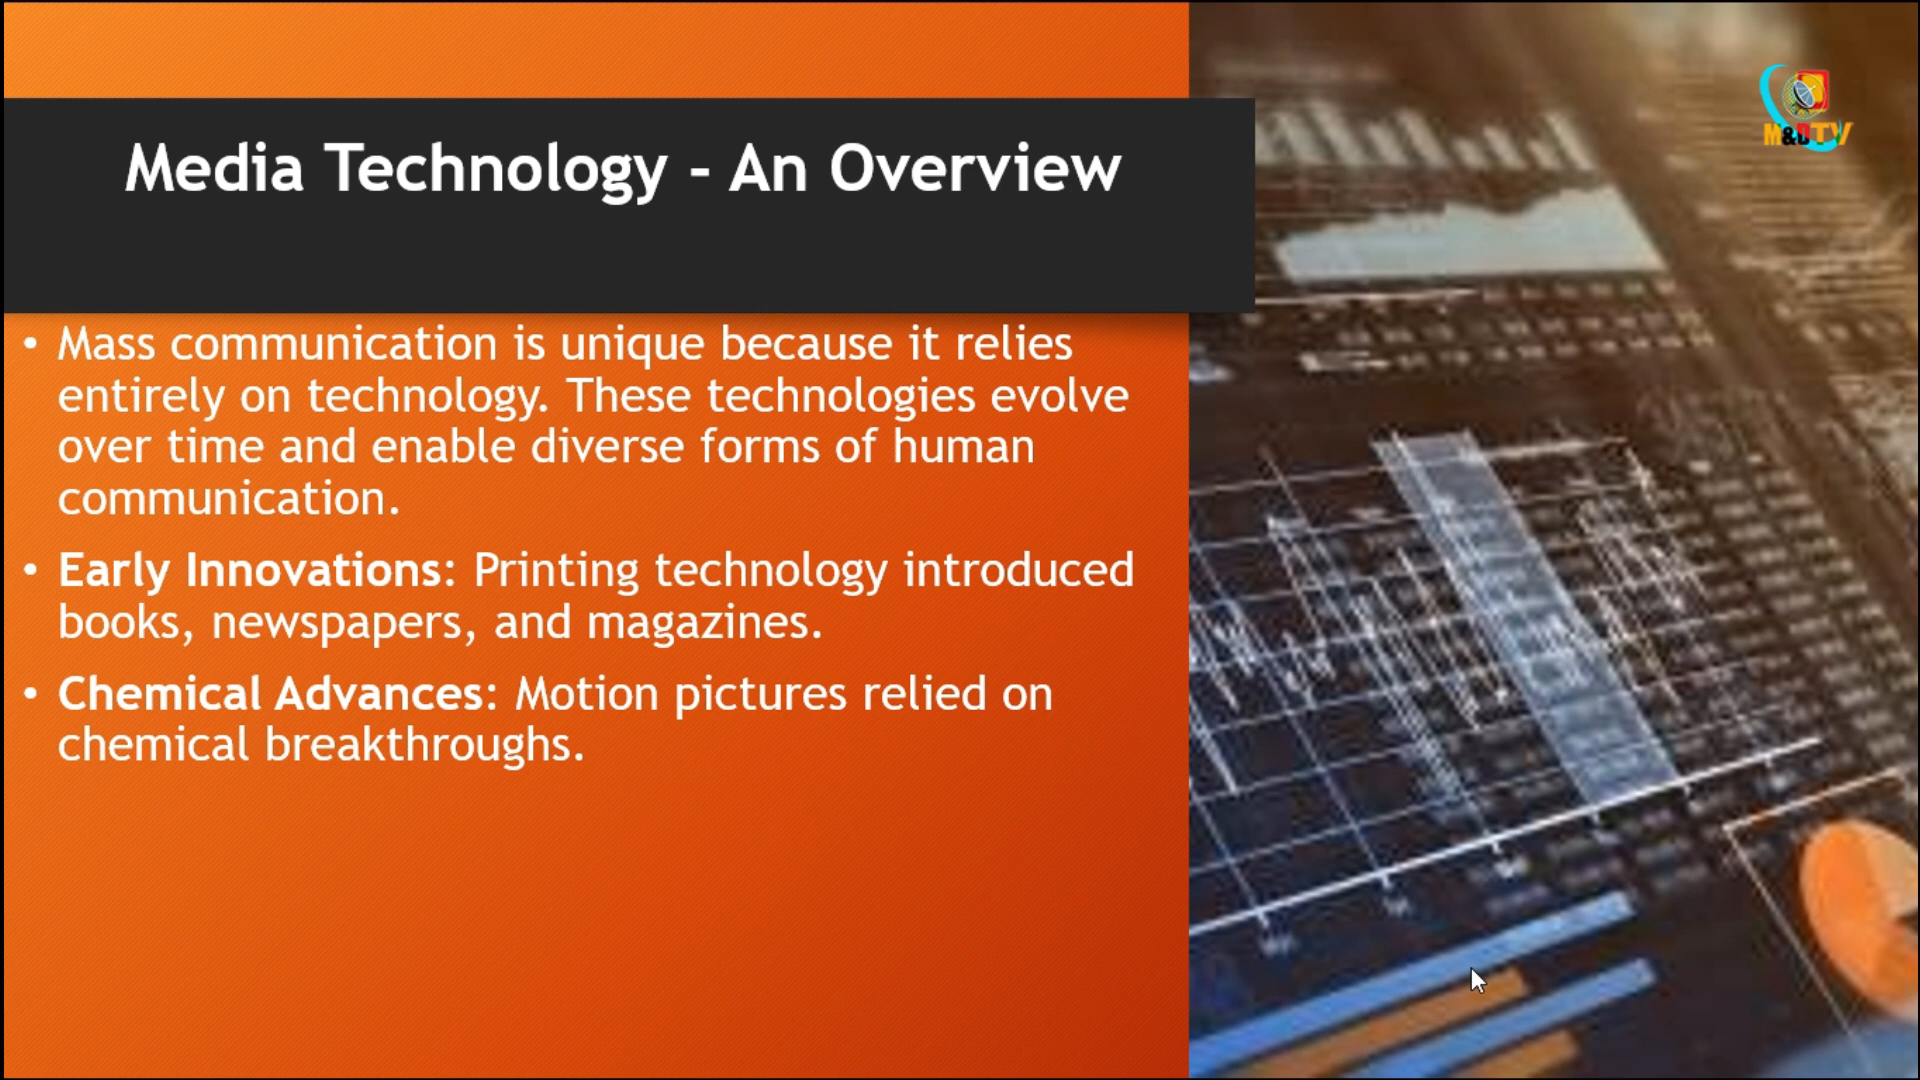 Media Technology - An Overview
M&DTV
• Mass communication is unique because it relies
entirely on technology. These technologies evolve
over time and enable diverse forms of human
communication.
• Early Innovations: Printing technology introduced
books, newspapers, and magazines.
• Chemical Advances: Motion pictures relied on
chemical breakthroughs.